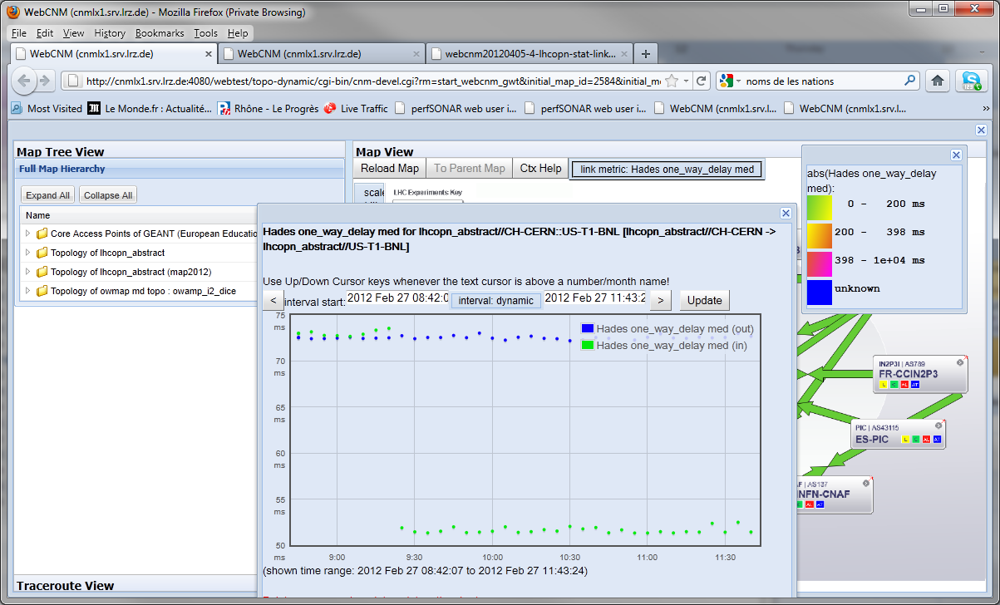 WebCNM (cnmlx1.srv.lrz.de) - Mozilla Firefox (Private Browsing)
File Edit View History Bookmarks Tools Help
WebCNM (cnmlx1.srv.lrz.de)
WebCNM (cnmlx1.srv.lrz.de)
webcnm20120405-4-lhcopn-stat-link...
http://cnmlx1.srv.lrz.de:4080/webtest/topo-dynamic/cgi-bin/cnm-devel.cgi?rm=start_webcnm_gwt&initial_map_id=2584&initial_m
noms de les nations
Most Visited Le Monde.fr : Actualité... Rhône - Le Progrès Live Traffic perfSONAR web user i... perfSONAR web user i... WebCNM (cnmlx1.srv.l... WebCNM (cnmlx1.srv.l... »
Map Tree View
Full Map Hierarchy
Expand All Collapse All
Name
Core Access Points of GEANT (European Educatio
Topology of lhcopn_abstract
Topology of lhcopn_abstract (map2012)
Topology of owmap md topo : owamp_i2_dice
Traceroute View
Map View
Reload Map To Parent Map Ctx Help link metric: Hades one_way_delay med
scale
LHC Experiments Key
abs(Hades one_way_delay
med):
0 - 200 ms
200 - 398 ms
398 - 1e+04 ms
unknown
Hades one_way_delay med for lhcopn_abstract//CH-CERN::US-T1-BNL [lhcopn_abstract//CH-CERN ->
lhcopn_abstract//US-T1-BNL]
Use Up/Down Cursor keys whenever the text cursor is above a number/month name!
< interval start: 2012 Feb 27 08:42:0 interval: dynamic 2012 Feb 27 11:43:2 > Update
75
ms
70
ms
65
ms
60
ms
55
ms
50
ms
Hades one_way_delay med (out)
Hades one_way_delay med (in)
9:00 9:30 10:00 10:30 11:00 11:30
(shown time range: 2012 Feb 27 08:42:07 to 2012 Feb 27 11:43:24)
IN2P3I | AS789
FR-CCIN2P3
L C AL AT
PIC | AS43115
ES-PIC L C AL AT
AF | AS137
INFN-CNAF
AL AT